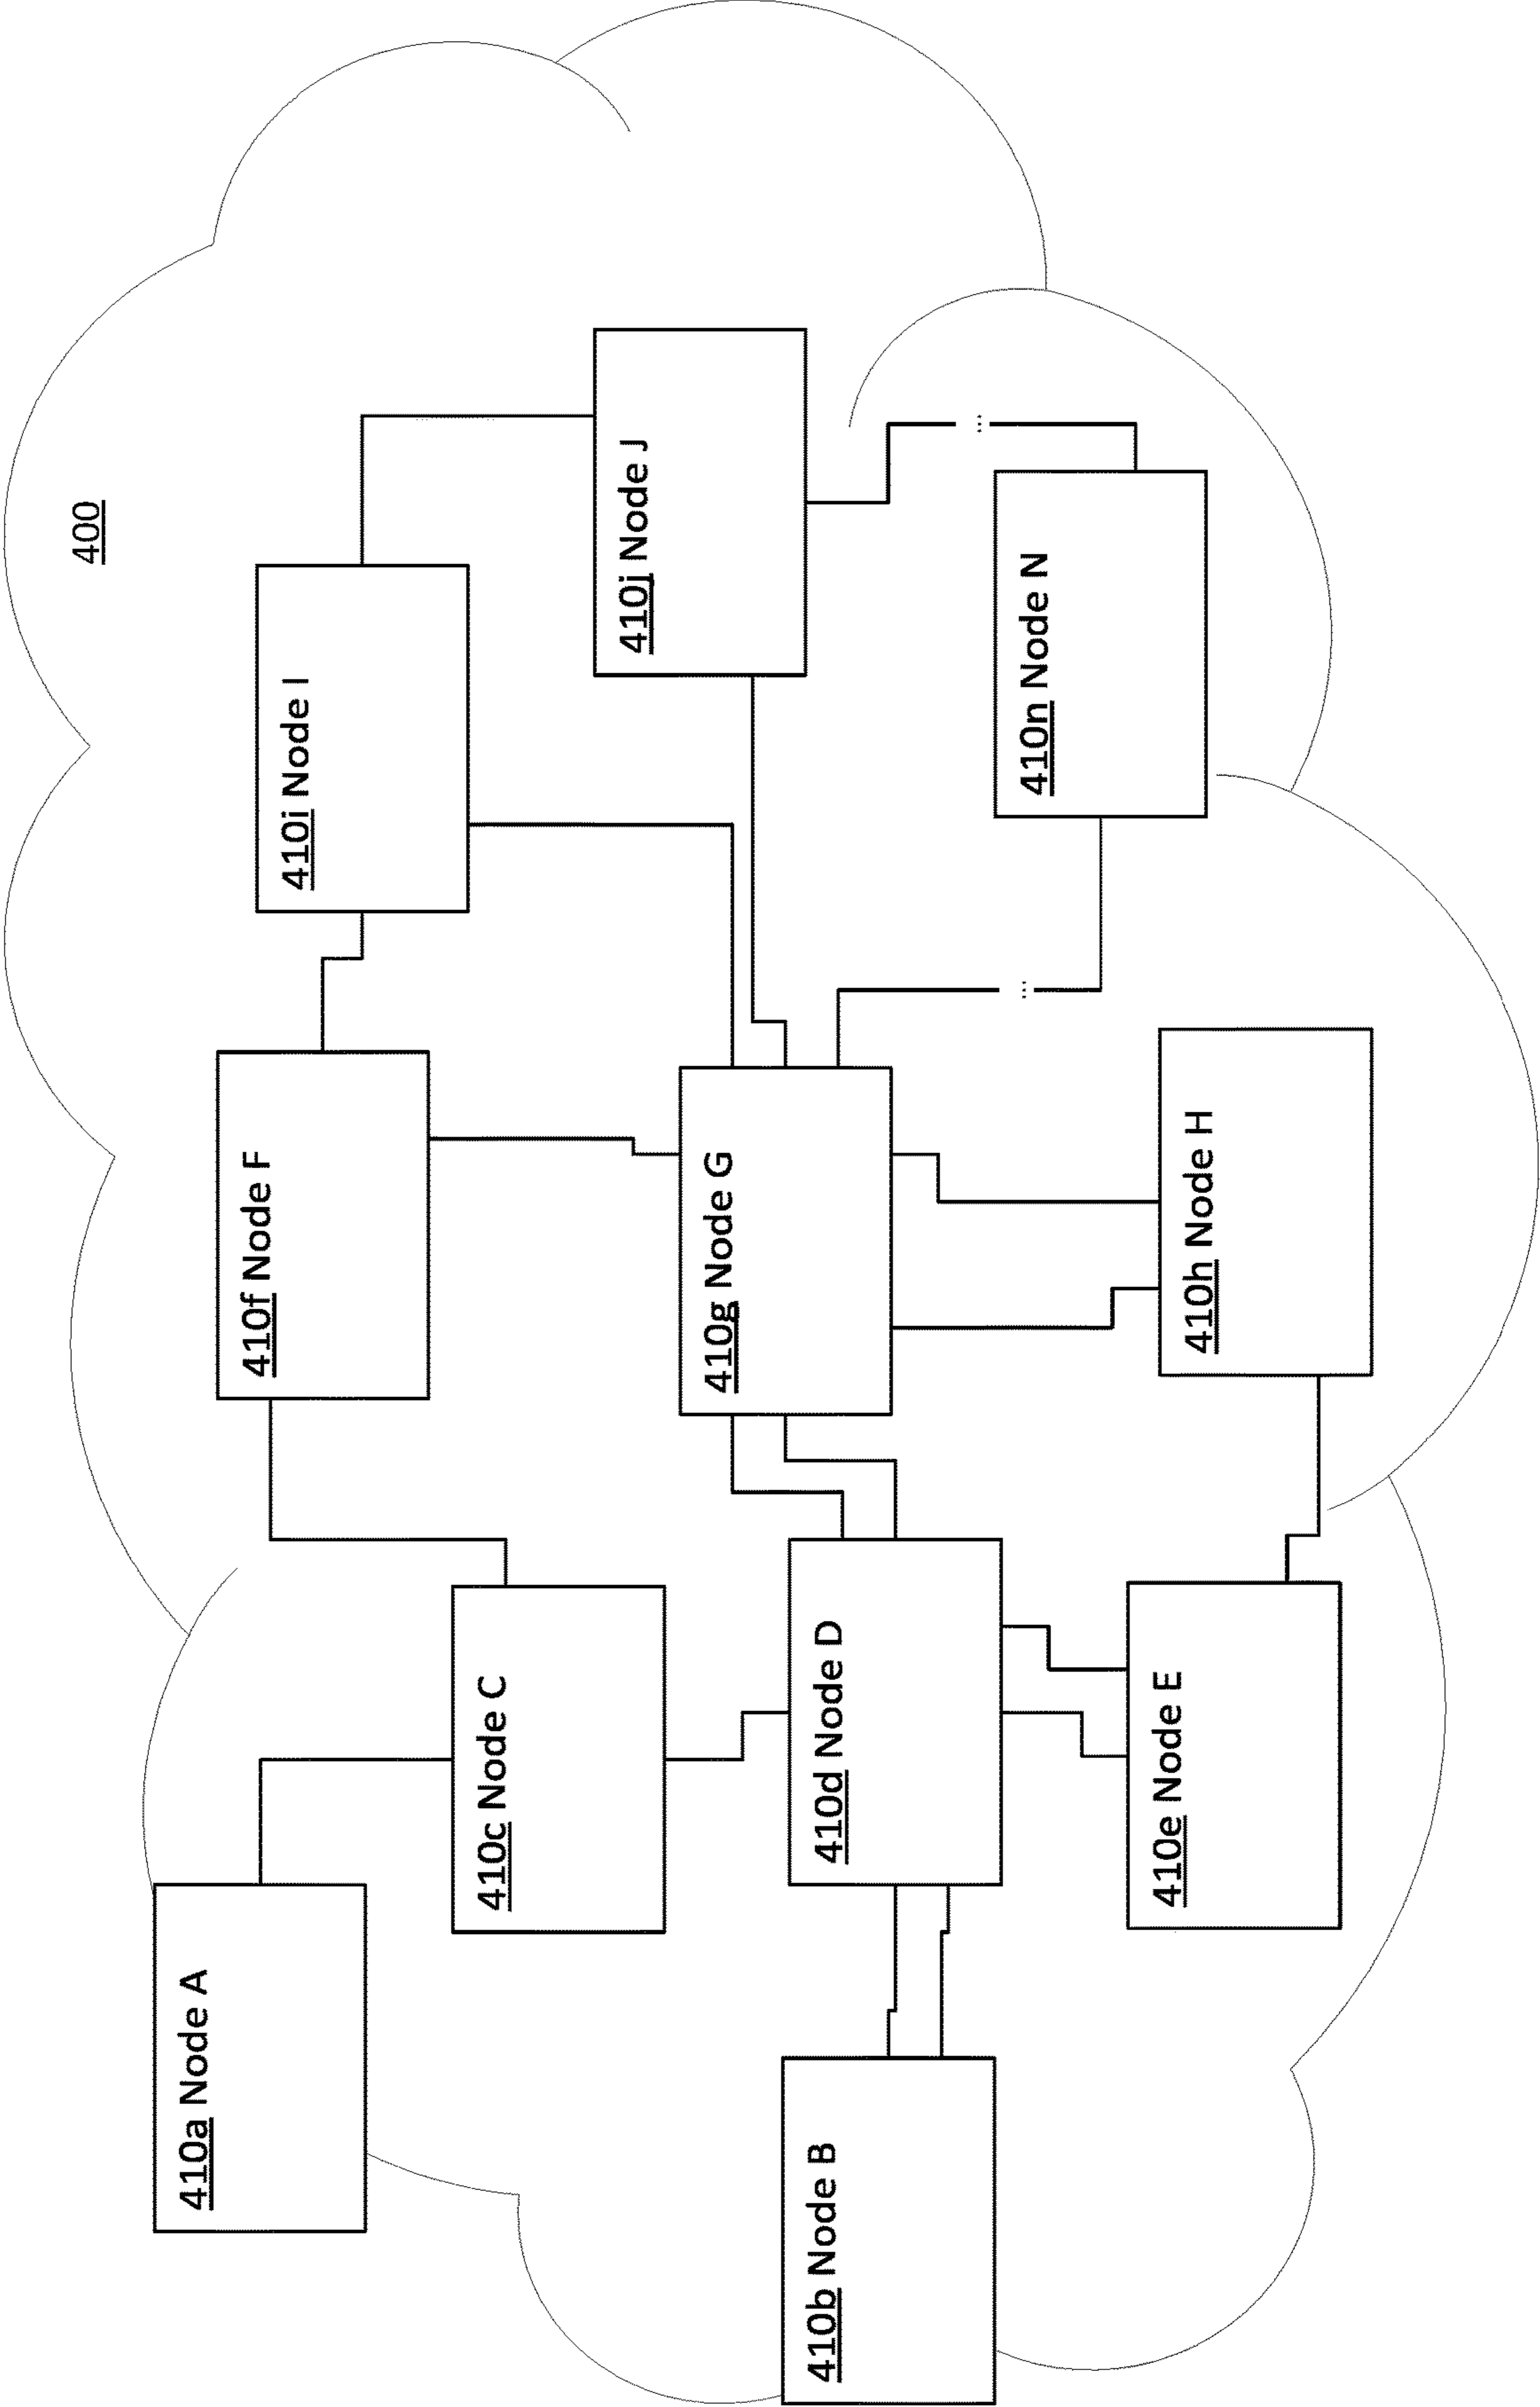 400
410a Node A
410b Node B
410c Node C
410d Node D
410e Node E
410f Node F
410g Node G
410h Node H
410i Node I
410j Node J
410n Node N
...
...